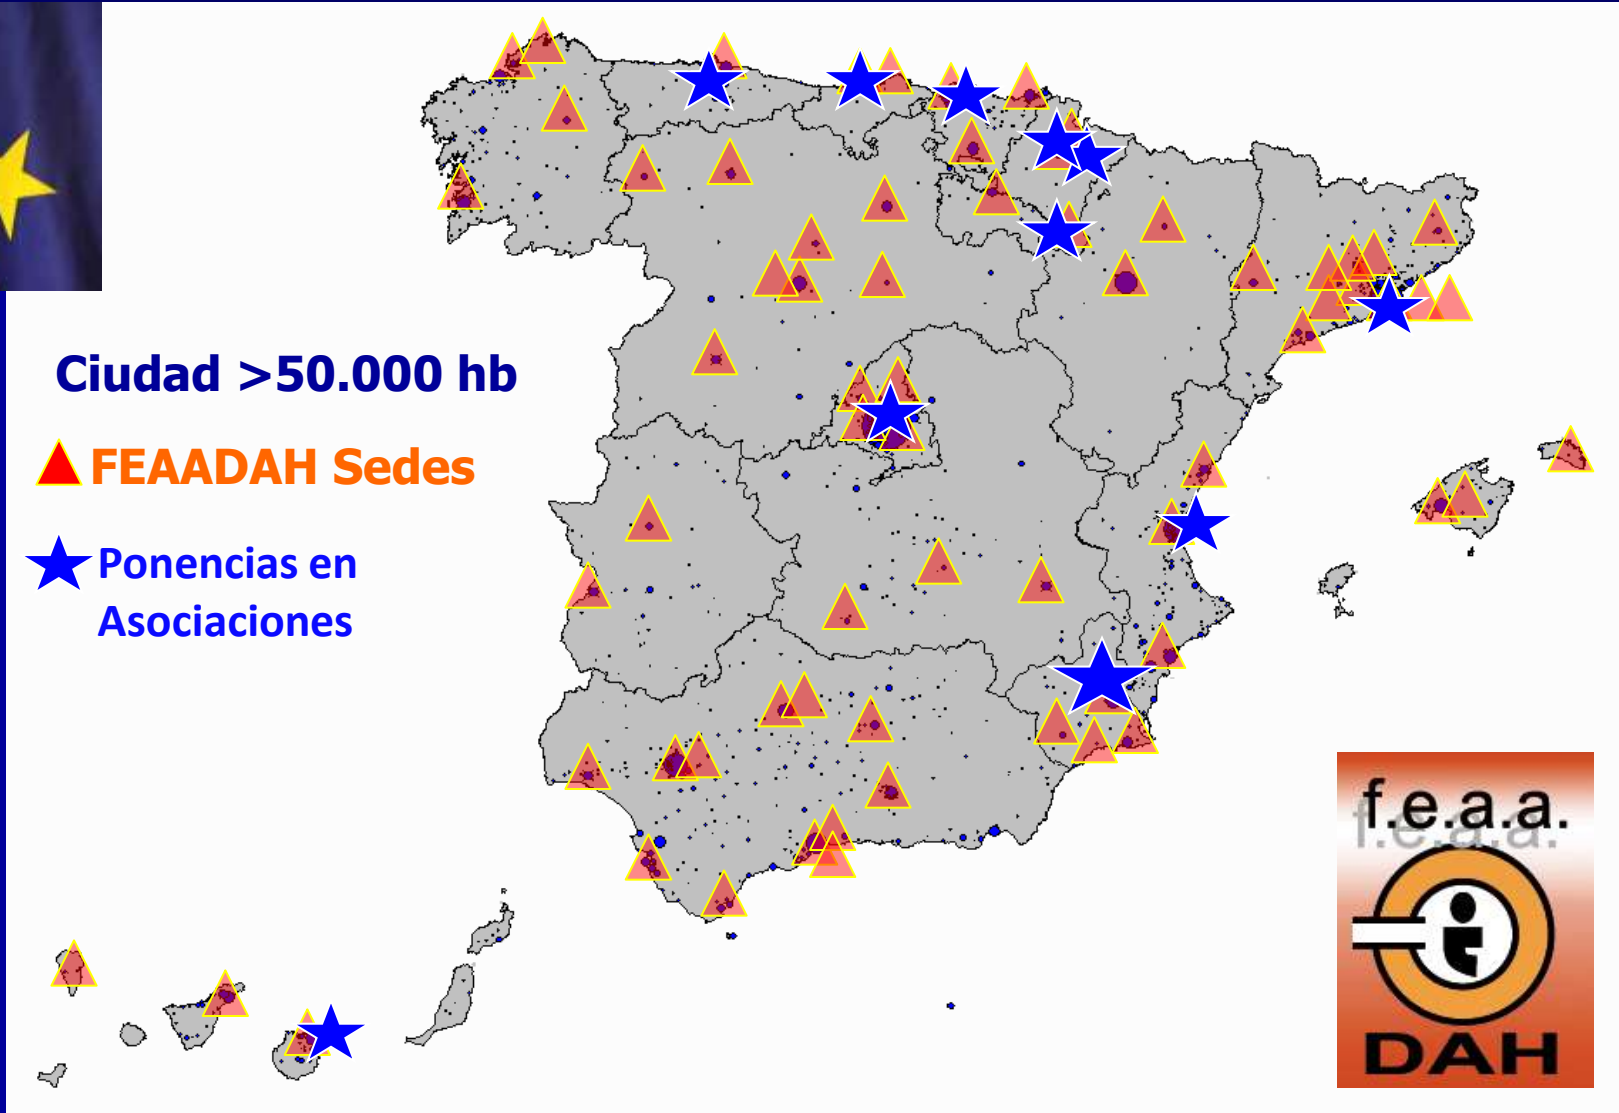 Ciudad >50.000 hb
FEAADAH Sedes
Ponencias en
Asociaciones
f.e.a.a.
f.e.a.a.
DAH